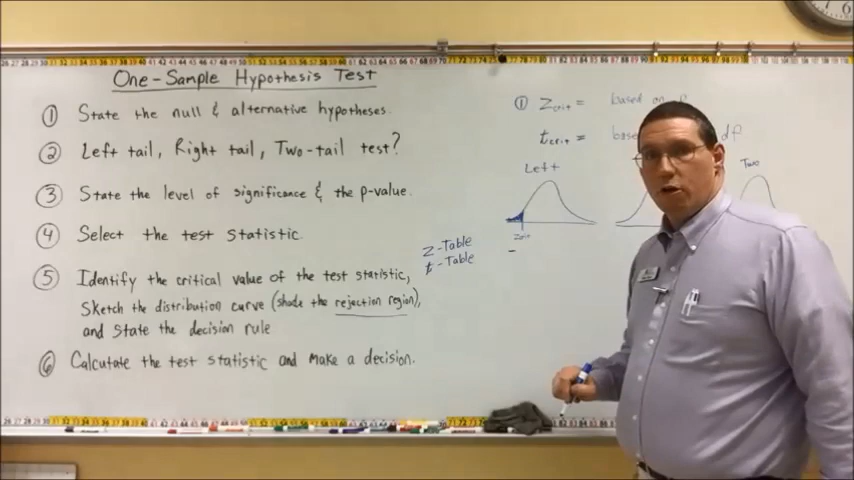 One-Sample Hypothesis Test
① State the null & alternative hypotheses.
② Left tail, Right tail, Two-tail test?
③ State the level of significance & the p-value.
④ Select the test statistic.
⑤ Identify the critical value of the test statistic,
Sketch the distribution curve (shade the rejection region),
and state the decision rule
⑥ Calculate the test statistic and make a decision.
Z-Table
t-Table
① Zcrit = based on
tcrit = df
Left
Two
Zcrit